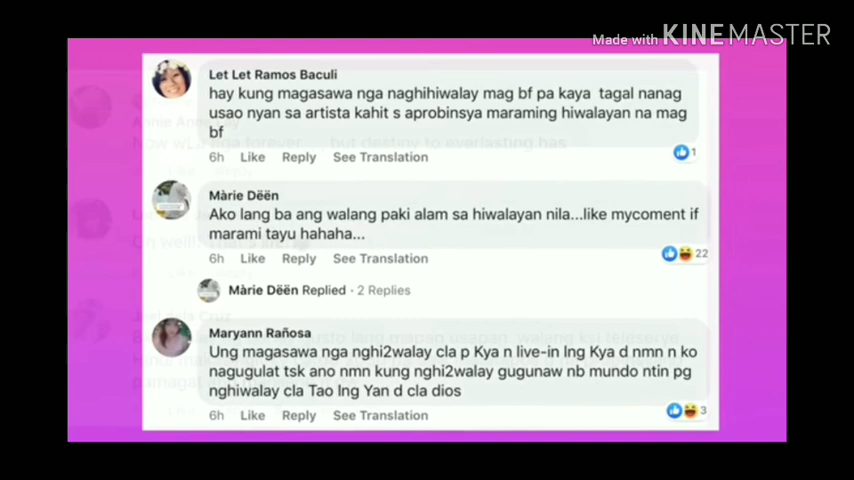 Made with KINEMASTER
Let Let Ramos Baculi
hay kung magasawa nga naghihiwalay mag bf pa kaya tagal nanag
usao nyan sa artista kahit s aprobinsya maraming hiwalayan na mag
bf
6h Like Reply See Translation 1
Màrie Dëën
Ako lang ba ang walang paki alam sa hiwalayan nila...like mycoment if
marami tayu hahaha...
6h Like Reply See Translation 22
Màrie Dëën Replied · 2 Replies
Maryann Rañosa
Ung magasawa nga nghi2walay cla p Kya n live-in lng Kya d nmn n ko
nagugulat tsk ano nmn kung nghi2walay gugunaw nb mundo ntin pg
nghiwalay cla Tao lng Yan d cla dios
6h Like Reply See Translation 3